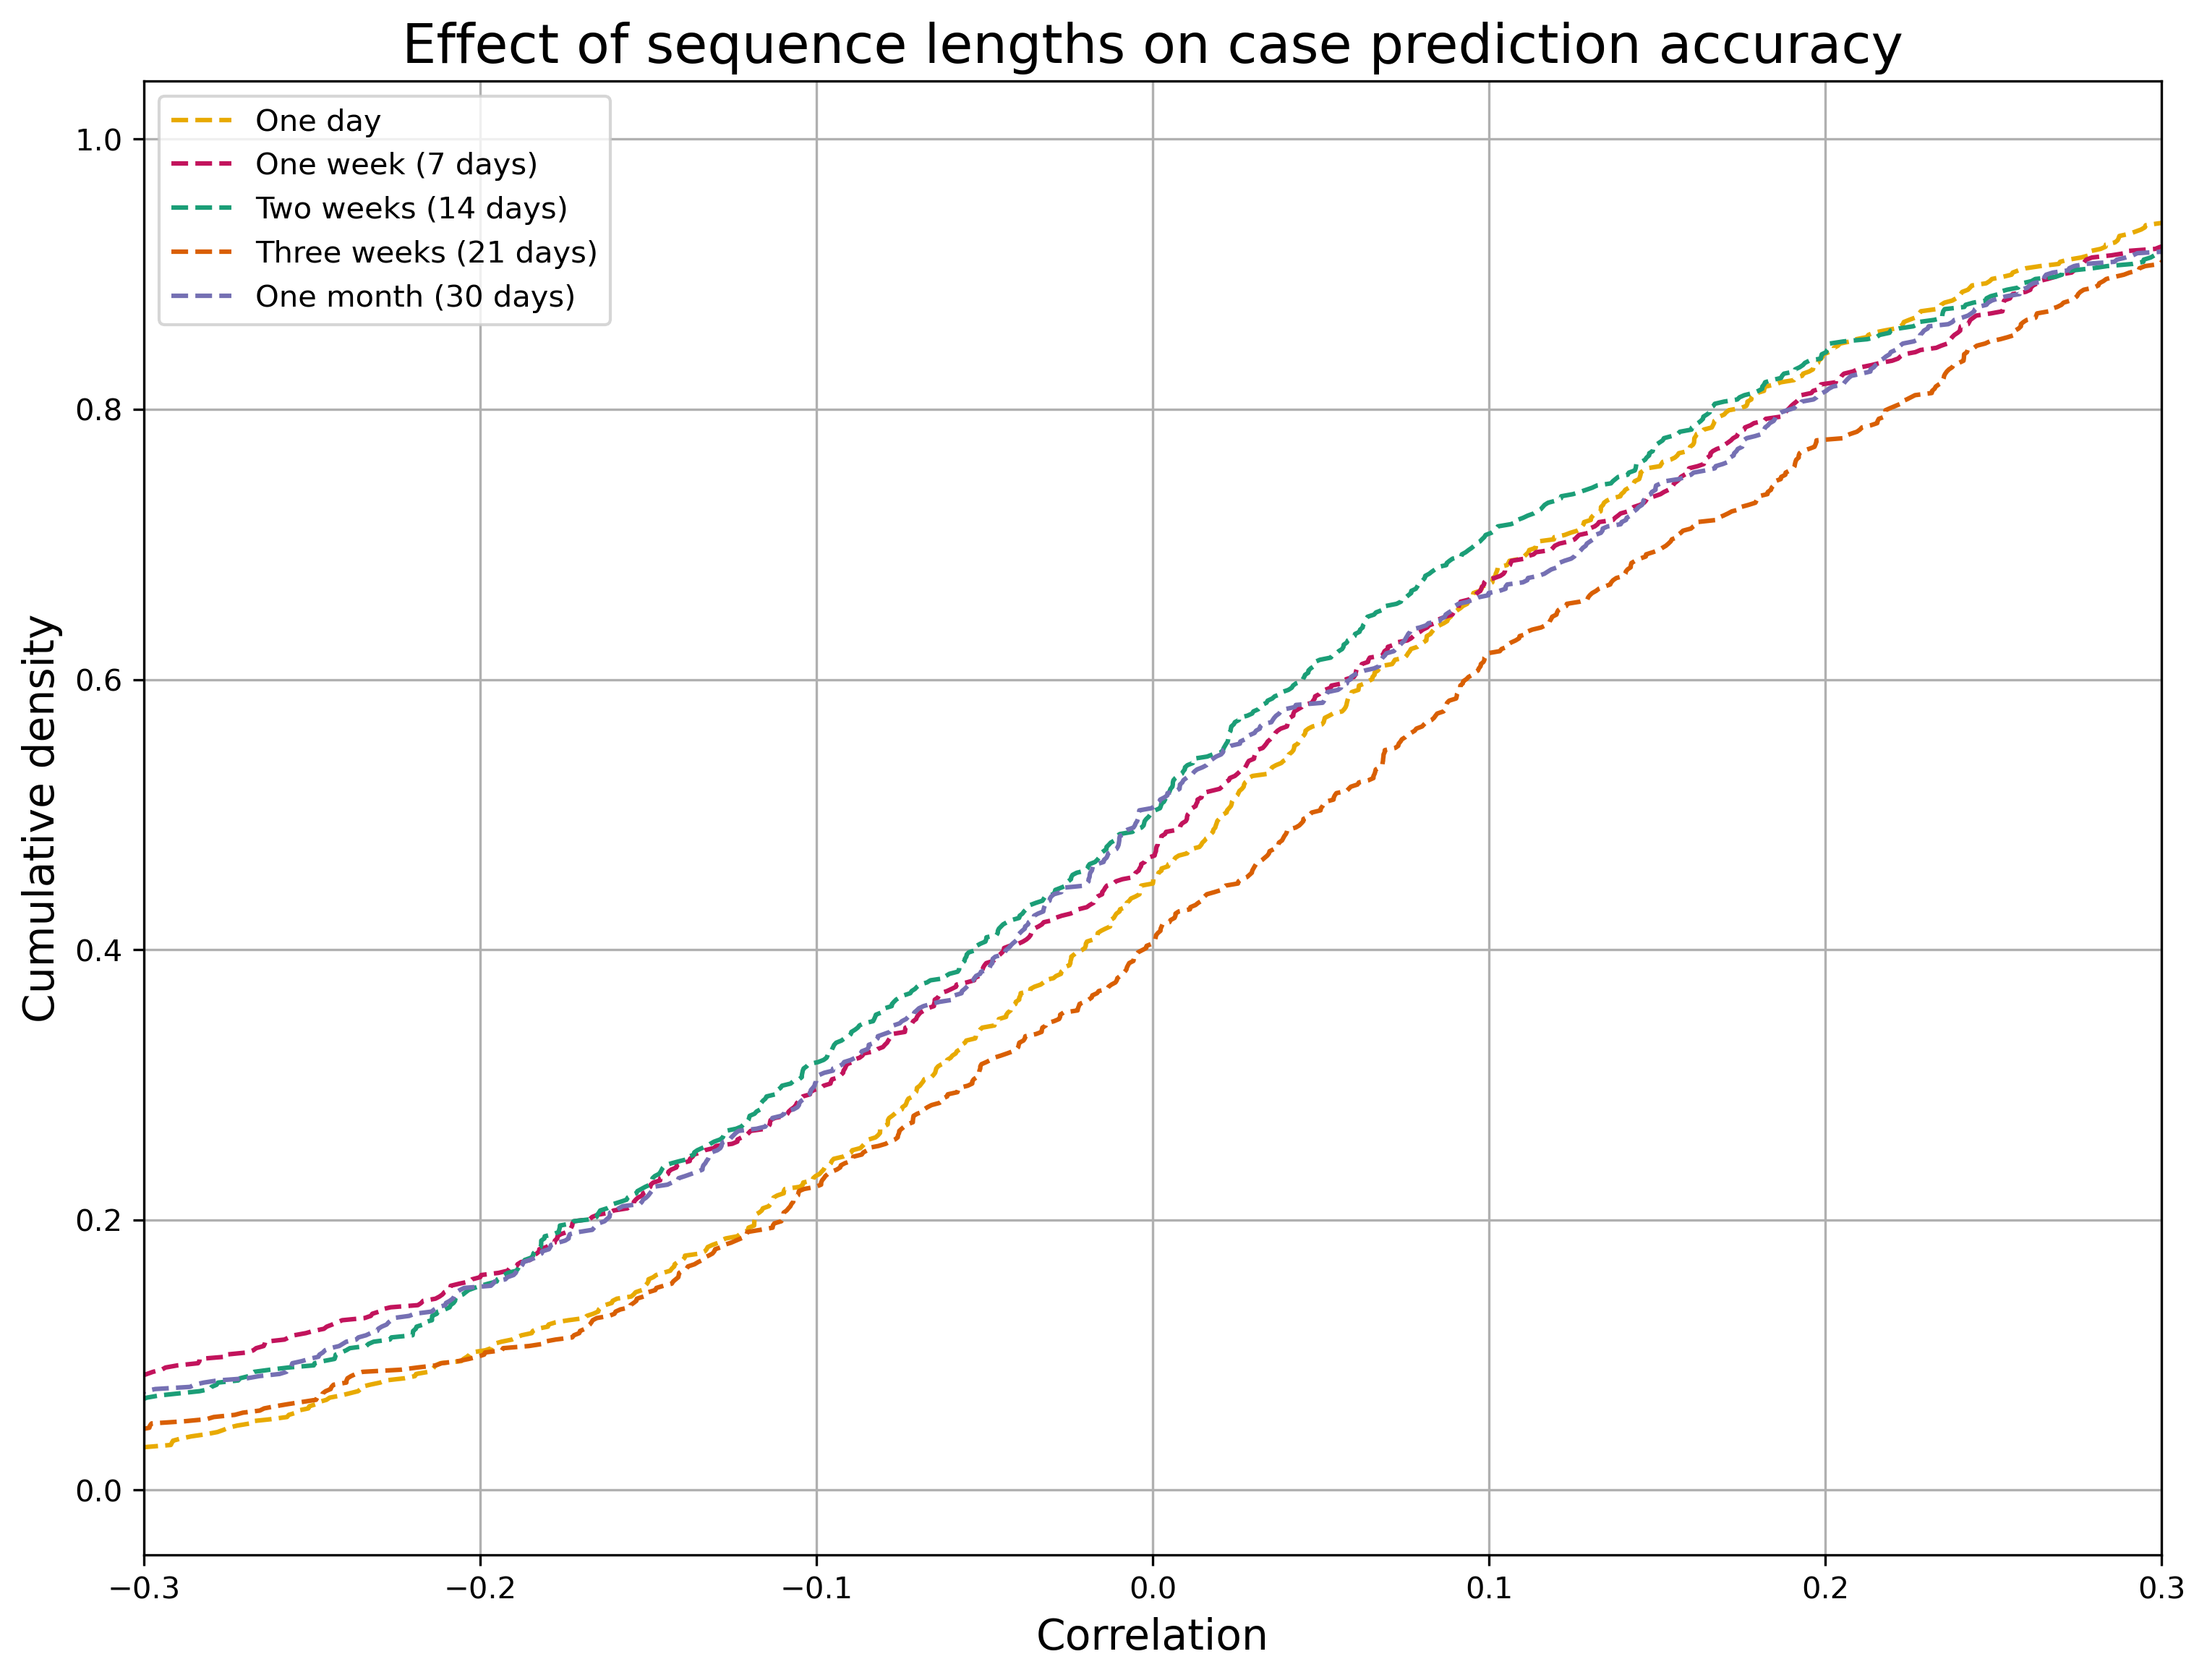 Effect of sequence lengths on case prediction accuracy
One day
One week (7 days)
Two weeks (14 days)
Three weeks (21 days)
One month (30 days)
Cumulative density
1.0
0.8
0.6
0.4
0.2
0.0
−0.3 −0.2 −0.1 0.0 0.1 0.2 0.3
Correlation